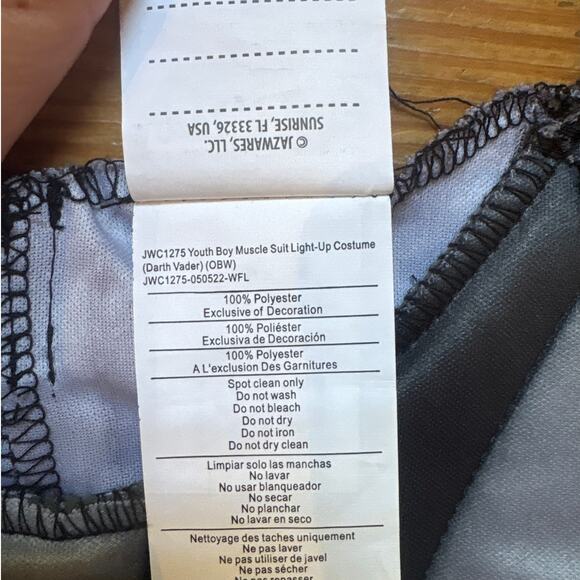 © JAZWARES, LLC.
SUNRISE, FL 33326, USA
JWC1275 Youth Boy Muscle Suit Light-Up Costume
(Darth Vader) (OBW)
JWC1275-050522-WFL
100% Polyester
Exclusive of Decoration
100% Poliéster
Exclusiva de Decoración
100% Polyester
A L'exclusion Des Garnitures
Spot clean only
Do not wash
Do not bleach
Do not dry
Do not iron
Do not dry clean
Limpiar solo las manchas
No lavar
No usar blanqueador
No secar
No planchar
No lavar en seco
Nettoyage des taches uniquement
Ne pas laver
Ne pas utiliser de javel
Ne pas sécher
Ne pas repasser